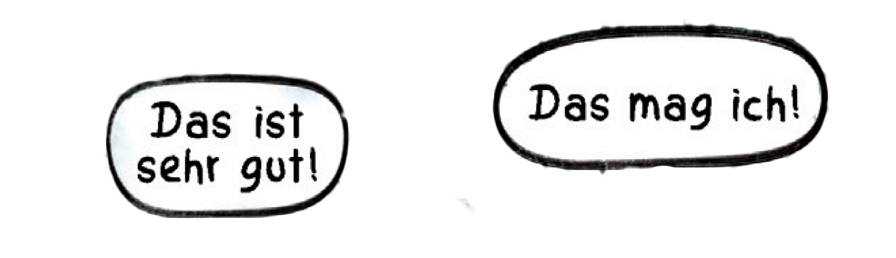 Das ist
sehr gut!
Das mag ich!